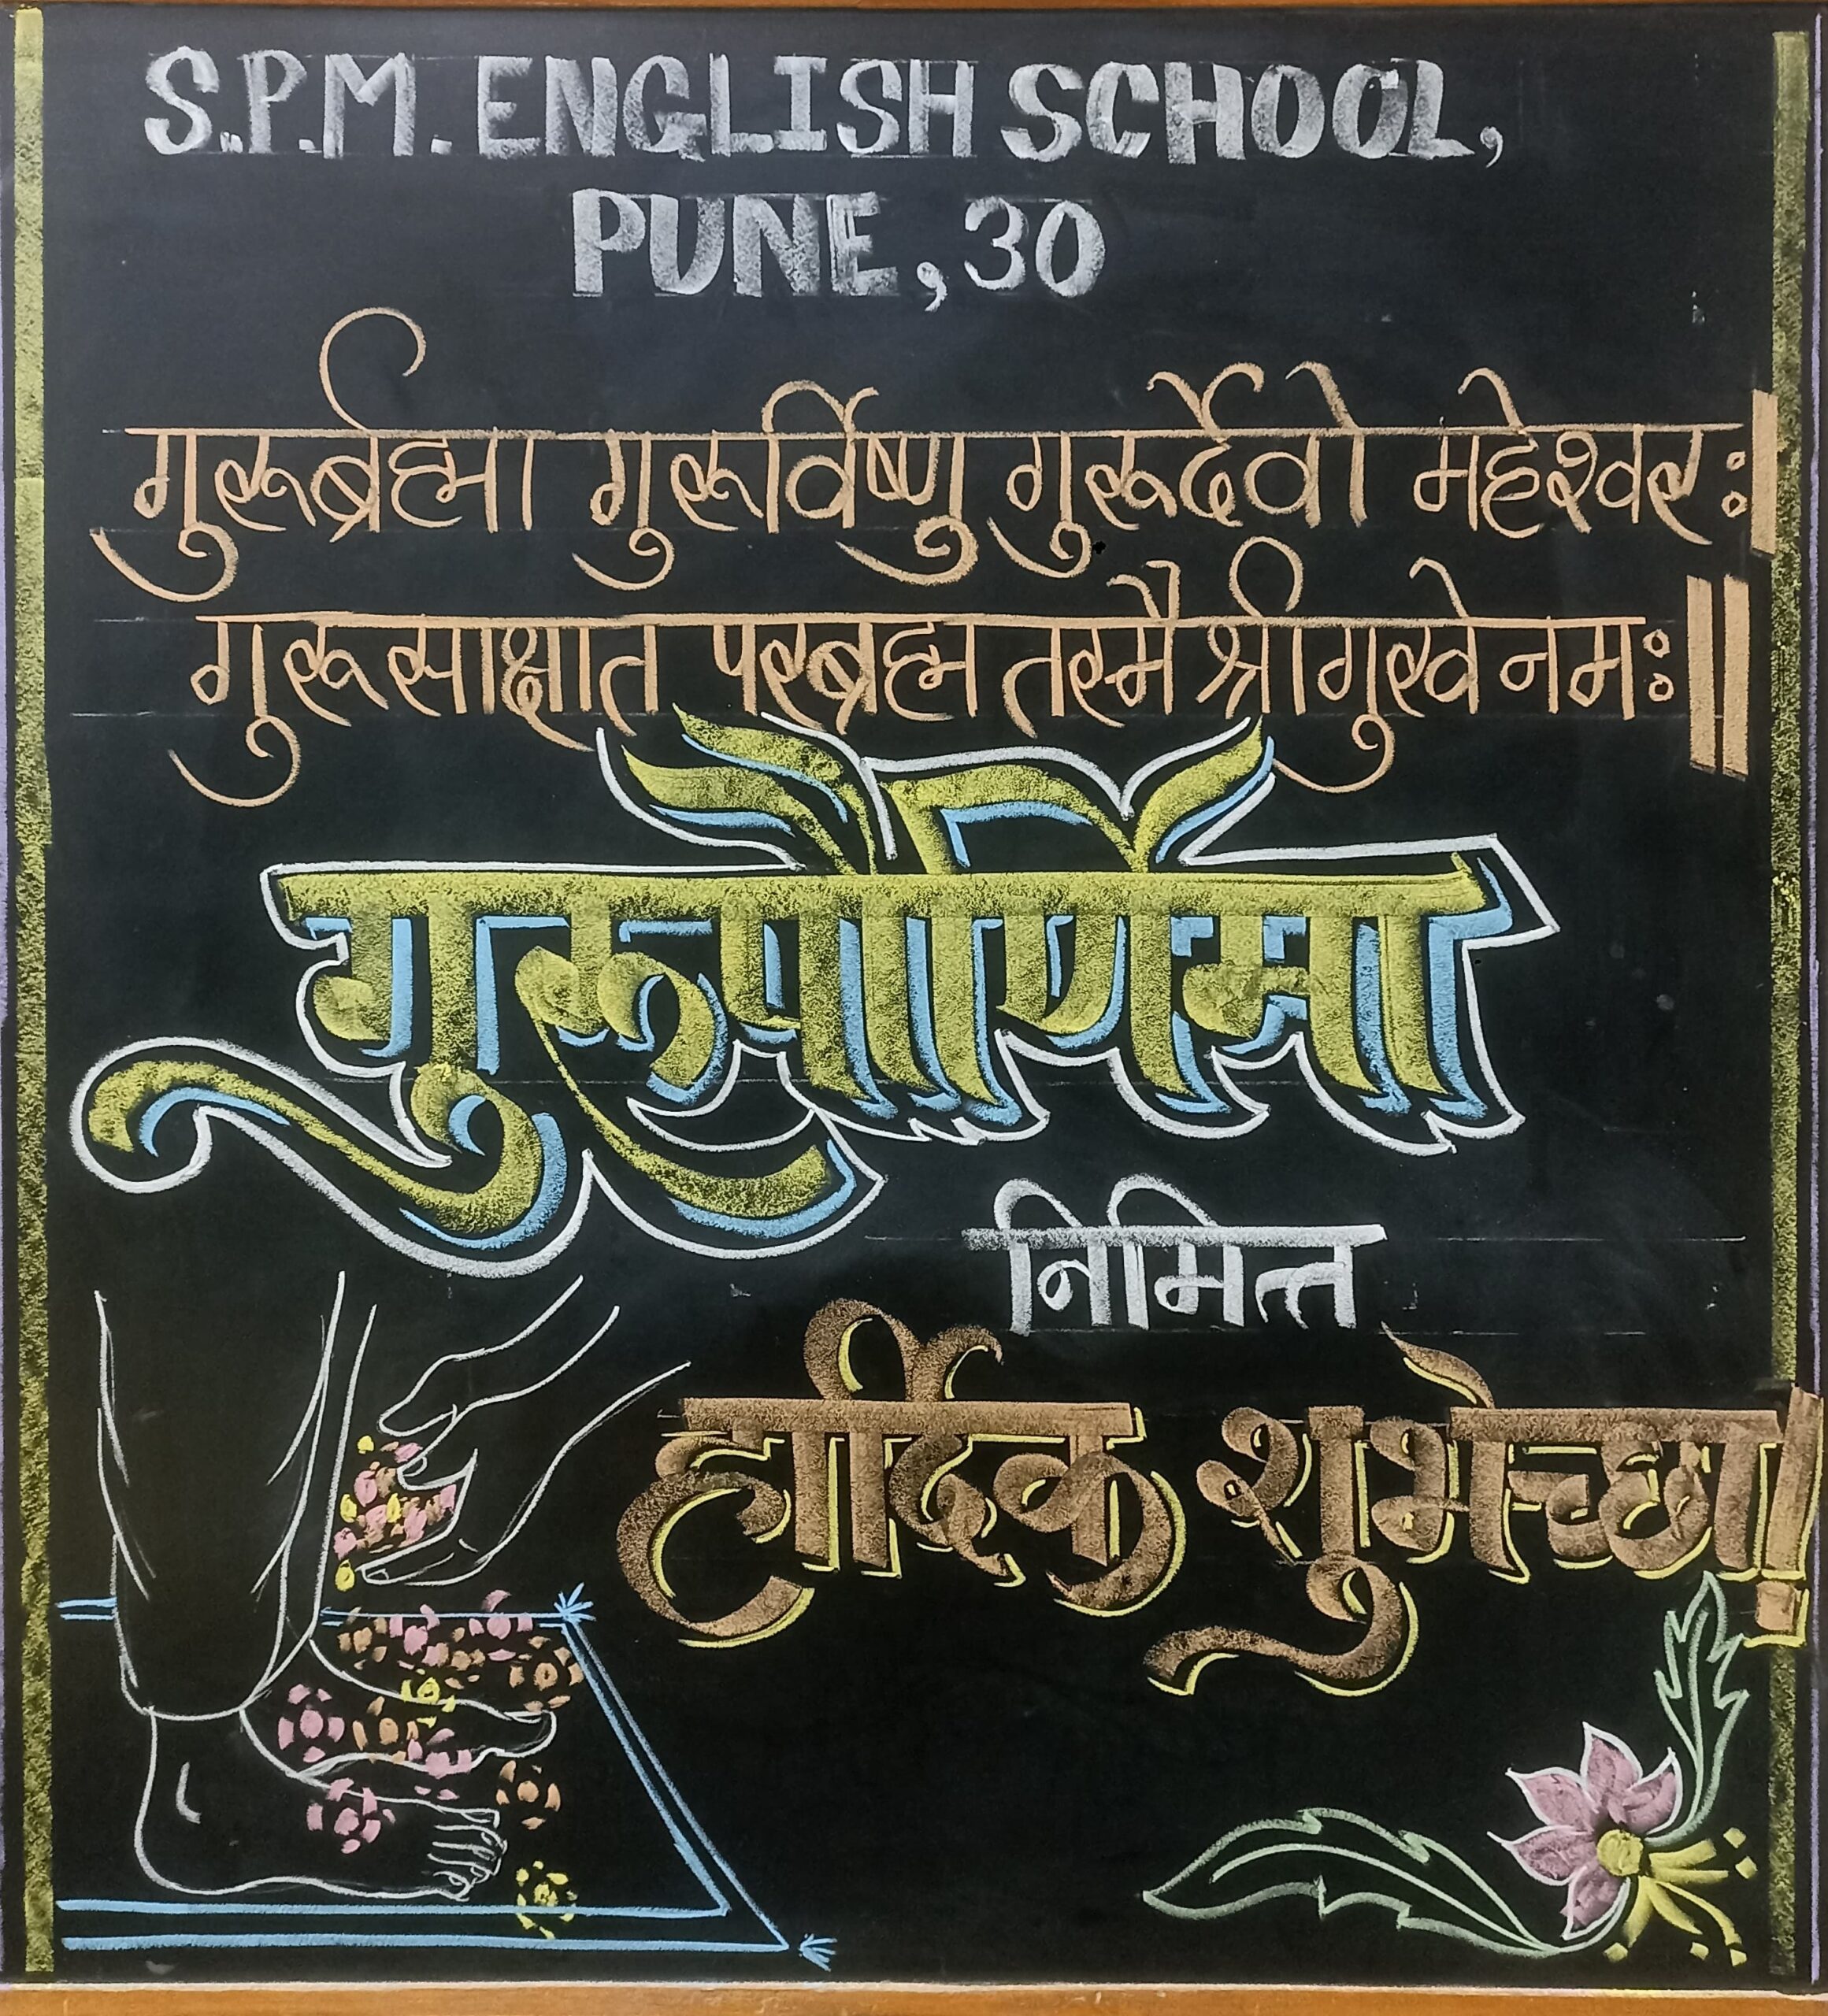 S.P.M. ENGLISH SCHOOL,
PUNE, 30
गुरूर्ब्रह्मा गुरूर्विष्णु गुरूर्देवो महेश्वरः।
गुरू साक्षात परब्रह्म तस्मै श्री गुरवे नमः॥
गुरूपौर्णिमा
निमित्त
हार्दिक शुभेच्छा!